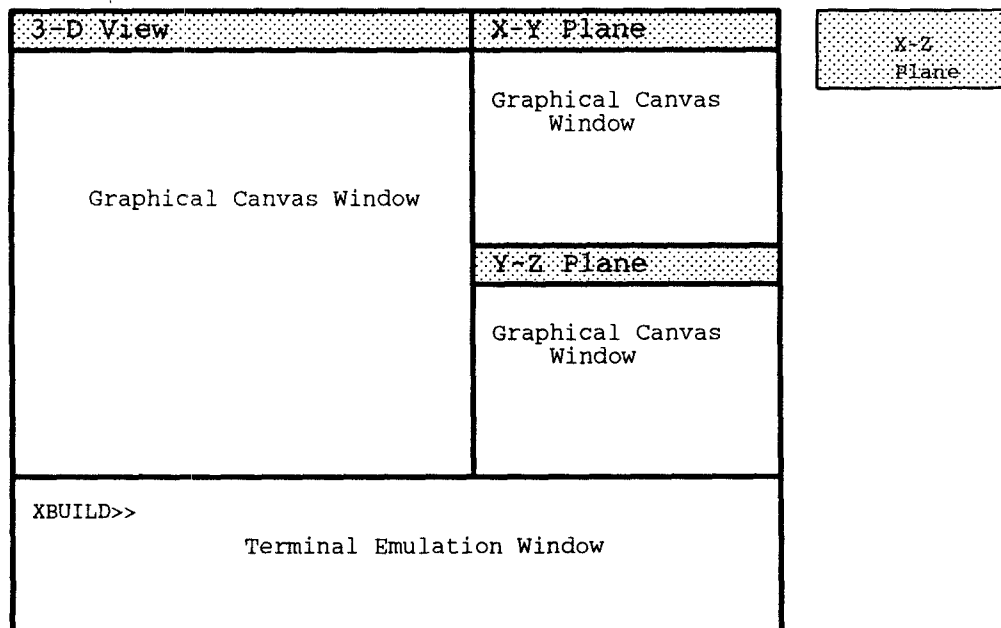 3-D View
X-Y Plane
X-Z
Plane
Graphical Canvas
Window
Graphical Canvas Window
Y-Z Plane
Graphical Canvas
Window
XBUILD>>
Terminal Emulation Window